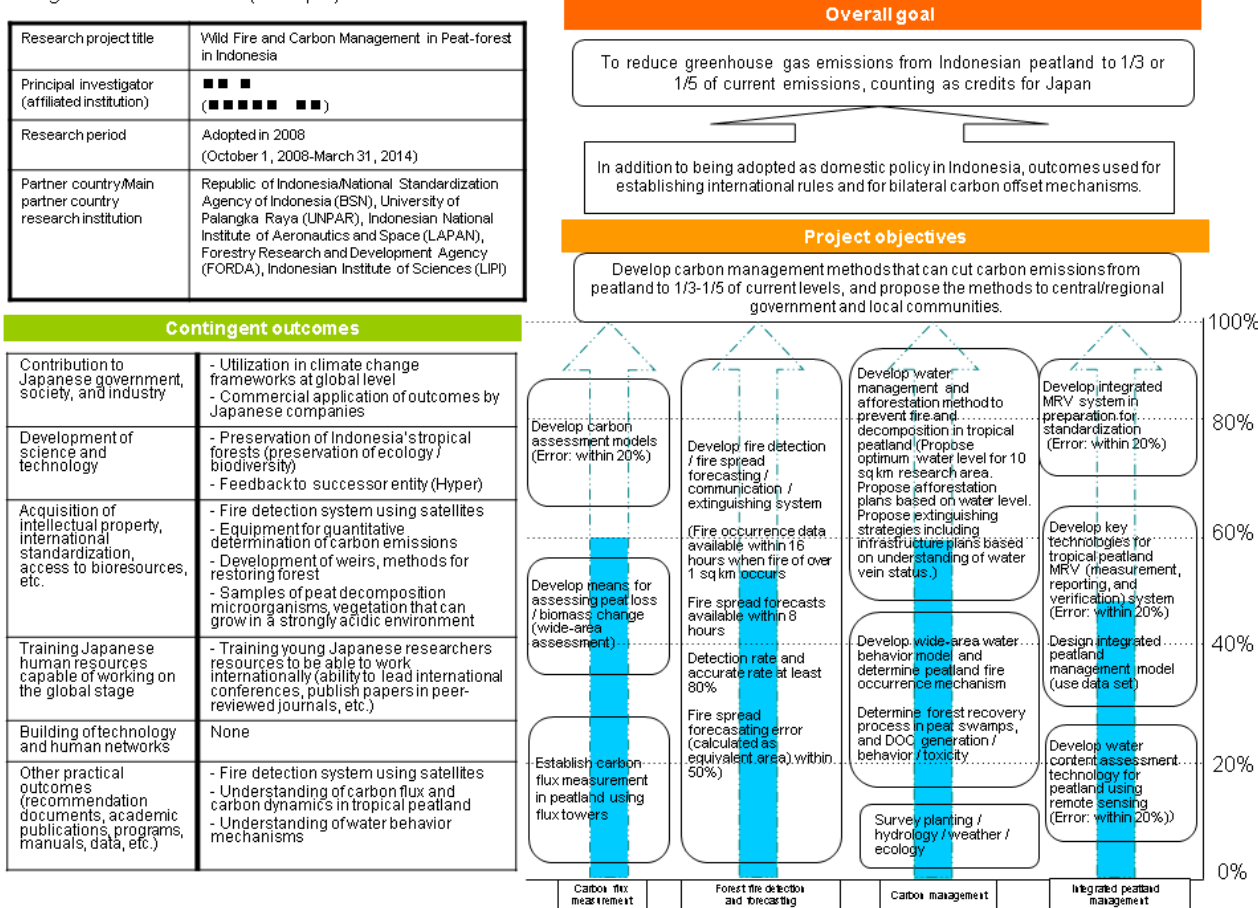 Research project title
Wild Fire and Carbon Management in Peat-forest
in Indonesia
Principal investigator
(affiliated institution)
■■ ■
(■■■■■ ■■)
Research period
Adopted in 2008
(October 1, 2008-March 31, 2014)
Partner country/Main
partner country
research institution
Republic of Indonesia/National Standardization
Agency of Indonesia (BSN), University of
Palangka Raya (UNPAR), Indonesian National
Institute of Aeronautics and Space (LAPAN),
Forestry Research and Development Agency
(FORDA), Indonesian Institute of Sciences (LIPI)
Contingent outcomes
Contribution to
Japanese government,
society, and industry
- Utilization in climate change
frameworks at global level
- Commercial application of outcomes by
Japanese companies
Development of
science and
technology
- Preservation of Indonesia's tropical
forests (preservation of ecology /
biodiversity)
- Feedback to successor entity (Hyper)
Acquisition of
intellectual property,
international
standardization,
access to bioresources,
etc.
- Fire detection system using satellites
- Equipment for quantitative
determination of carbon emissions
- Development of weirs, methods for
restoring forest
- Samples of peat decomposition
microorganisms, vegetation that can
grow in a strongly acidic environment
Training Japanese
human resources
capable of working on
the global stage
- Training young Japanese researchers
resources to be able to work
internationally (ability to lead international
conferences, publish papers in peer-
reviewed journals, etc.)
Building of technology
and human networks
None
Other practical
outcomes
(recommendation
documents, academic
publications, programs,
manuals, data, etc.)
- Fire detection system using satellites
- Understanding of carbon flux and
carbon dynamics in tropical peatland
- Understanding of water behavior
mechanisms
Overall goal
To reduce greenhouse gas emissions from Indonesian peatland to 1/3 or
1/5 of current emissions, counting as credits for Japan
In addition to being adopted as domestic policy in Indonesia, outcomes used for
establishing international rules and for bilateral carbon offset mechanisms.
Project objectives
Develop carbon management methods that can cut carbon emissions from
peatland to 1/3-1/5 of current levels, and propose the methods to central/regional
government and local communities.
Develop carbon
assessment models
(Error: within 20%)
Develop means for
assessing peat loss
/ biomass change
(wide-area
assessment)
Establish carbon
flux measurement
in peatland using
flux towers
Carbon flux
measurement
Develop fire detection
/ fire spread
forecasting /
communication /
extinguishing system
(Fire occurrence data
available within 16
hours when fire of over
1 sq km occurs
Fire spread forecasts
available within 8
hours
Detection rate and
accurate rate at least
80%
Fire spread
forecasating error
(calculated as
equivalent area) within
50%)
Forest fire detection
and forecasting
Develop water
management and
afforestation method to
prevent fire and
decomposition in tropical
peatland (Propose
optimum water level for 10
sq km research area.
Propose afforestation
plans based on water level.
Propose extinguishing
strategies including
infrastructure plans based
on understanding of water
vein status.)
Develop wide-area water
behavior model and
determine peatland fire
occurrence mechanism
Determine forest recovery
process in peat swamps,
and DOC generation /
behavior / toxicity
Survey planting /
hydrology / weather /
ecology
Carbon management
Develop integrated
MRV system in
preparation for
standardization
(Error: within 20%)
Develop key
technologies for
tropical peatland
MRV (measurement,
reporting, and
verification) system
(Error: within 20%)
Design integrated
peatland
management model
(use data set)
Develop water
content assessment
technology for
peatland using
remote sensing
(Error: within 20%))
Integrated peatland
management
100%
80%
60%
40%
20%
0%